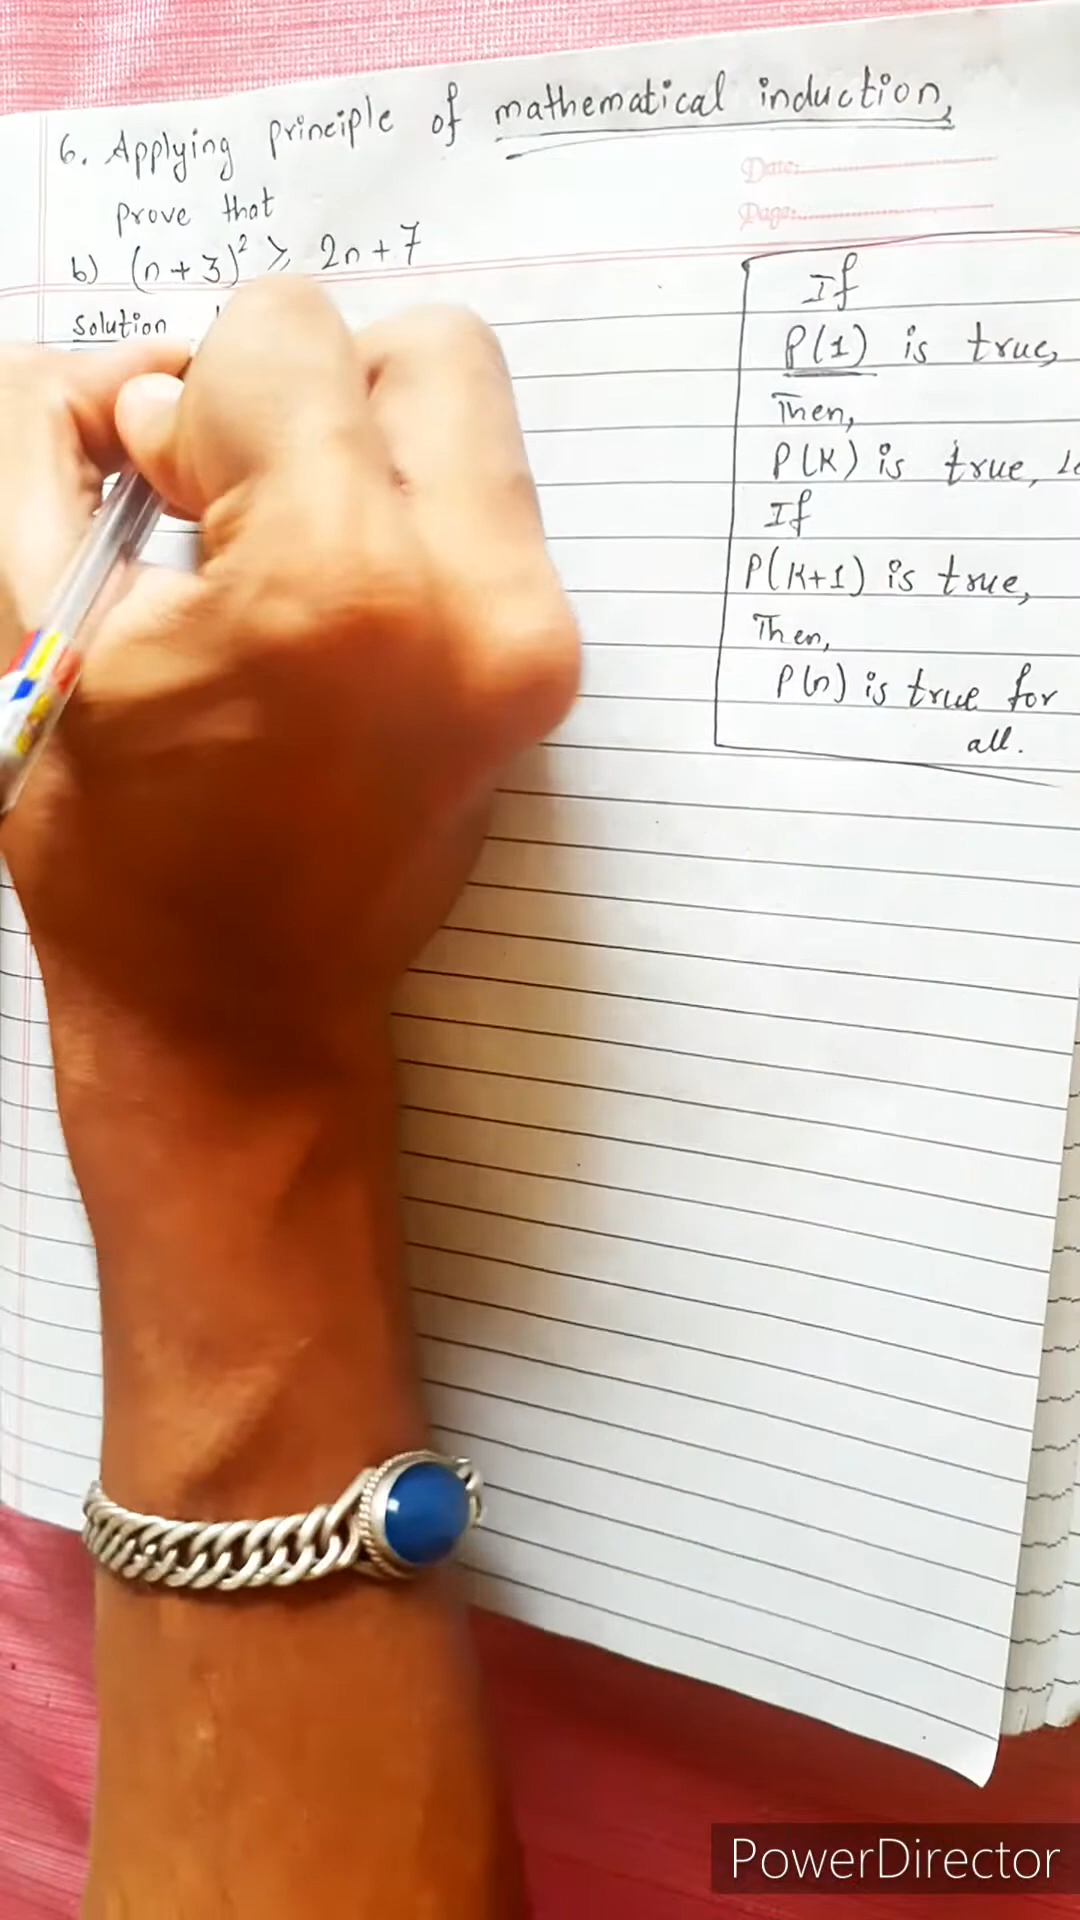 6. Applying principle of mathematical induction,
prove that
b) (n+3)² ≥ 2n+7
Solution
Date:
Page:
If
P(1) is true,
Then,
P(K) is true,
If
P(K+1) is true,
Then,
P(n) is true for
all.
PowerDirector